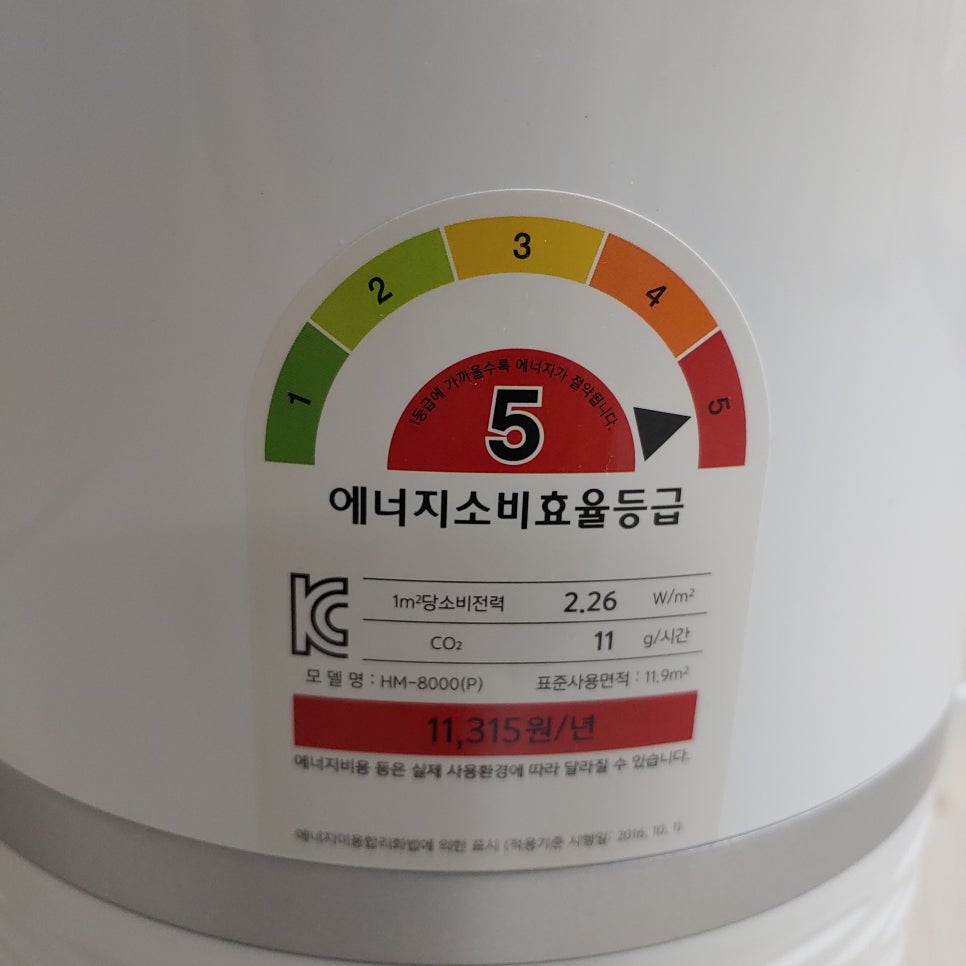 1
2
3
4
5
1등급에 가까울수록 에너지가 절약됩니다.
5
에너지소비효율등급
KC
1m²당소비전력 2.26 W/m²
CO₂ 11 g/시간
모 델 명 : HM-8000(P) 표준사용면적 : 11.9m²
11,315원/년
에너지비용 등은 실제 사용환경에 따라 달라질 수 있습니다.
에너지이용합리화법에 의한 표시 (적용기준 시행일: 2016. 10. 1)